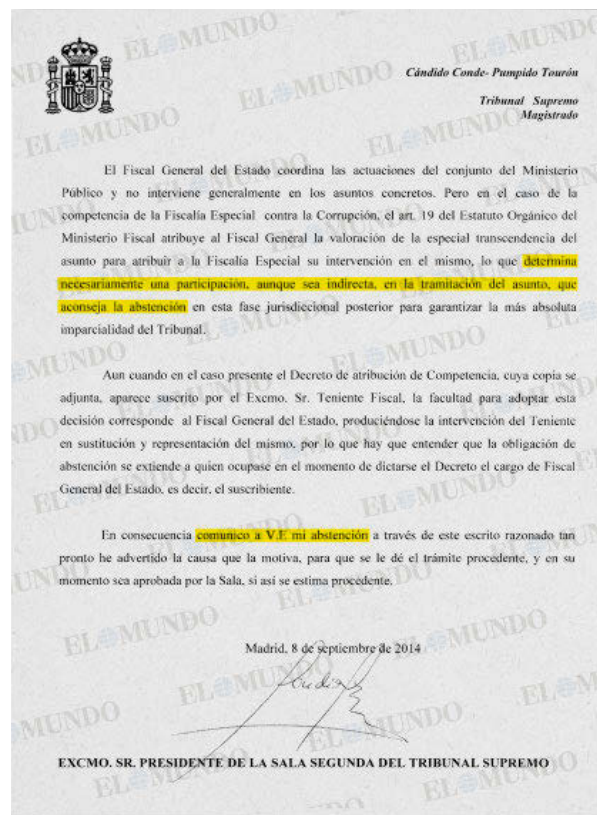 Cándido Conde- Pumpido Tourón
Tribunal Supremo
Magistrado
El Fiscal General del Estado coordina las actuaciones del conjunto del Ministerio
Público y no interviene generalmente en los asuntos concretos. Pero en el caso de la
competencia de la Fiscalía Especial contra la Corrupción, el art. 19 del Estatuto Orgánico del
Ministerio Fiscal atribuye al Fiscal General la valoración de la especial transcendencia del
asunto para atribuir a la Fiscalía Especial su intervención en el mismo, lo que determina
necesariamente una participación, aunque sea indirecta, en la tramitación del asunto, que
aconseja la abstención en esta fase jurisdiccional posterior para garantizar la más absoluta
imparcialidad del Tribunal.
Aun cuando en el caso presente el Decreto de atribución de Competencia, cuya copia se
adjunta, aparece suscrito por el Excmo. Sr. Teniente Fiscal, la facultad para adoptar esta
decisión corresponde al Fiscal General del Estado, produciéndose la intervención del Teniente
en sustitución y representación del mismo, por lo que hay que entender que la obligación de
abstención se extiende a quien ocupase en el momento de dictarse el Decreto el cargo de Fiscal
General del Estado, es decir, el suscribiente.
En consecuencia comunico a V.E mi abstención a través de este escrito razonado tan
pronto he advertido la causa que la motiva, para que se le dé el trámite procedente, y en su
momento sea aprobada por la Sala, si así se estima procedente.
Madrid, 8 de septiembre de 2014
EXCMO. SR. PRESIDENTE DE LA SALA SEGUNDA DEL TRIBUNAL SUPREMO
EL MUNDO